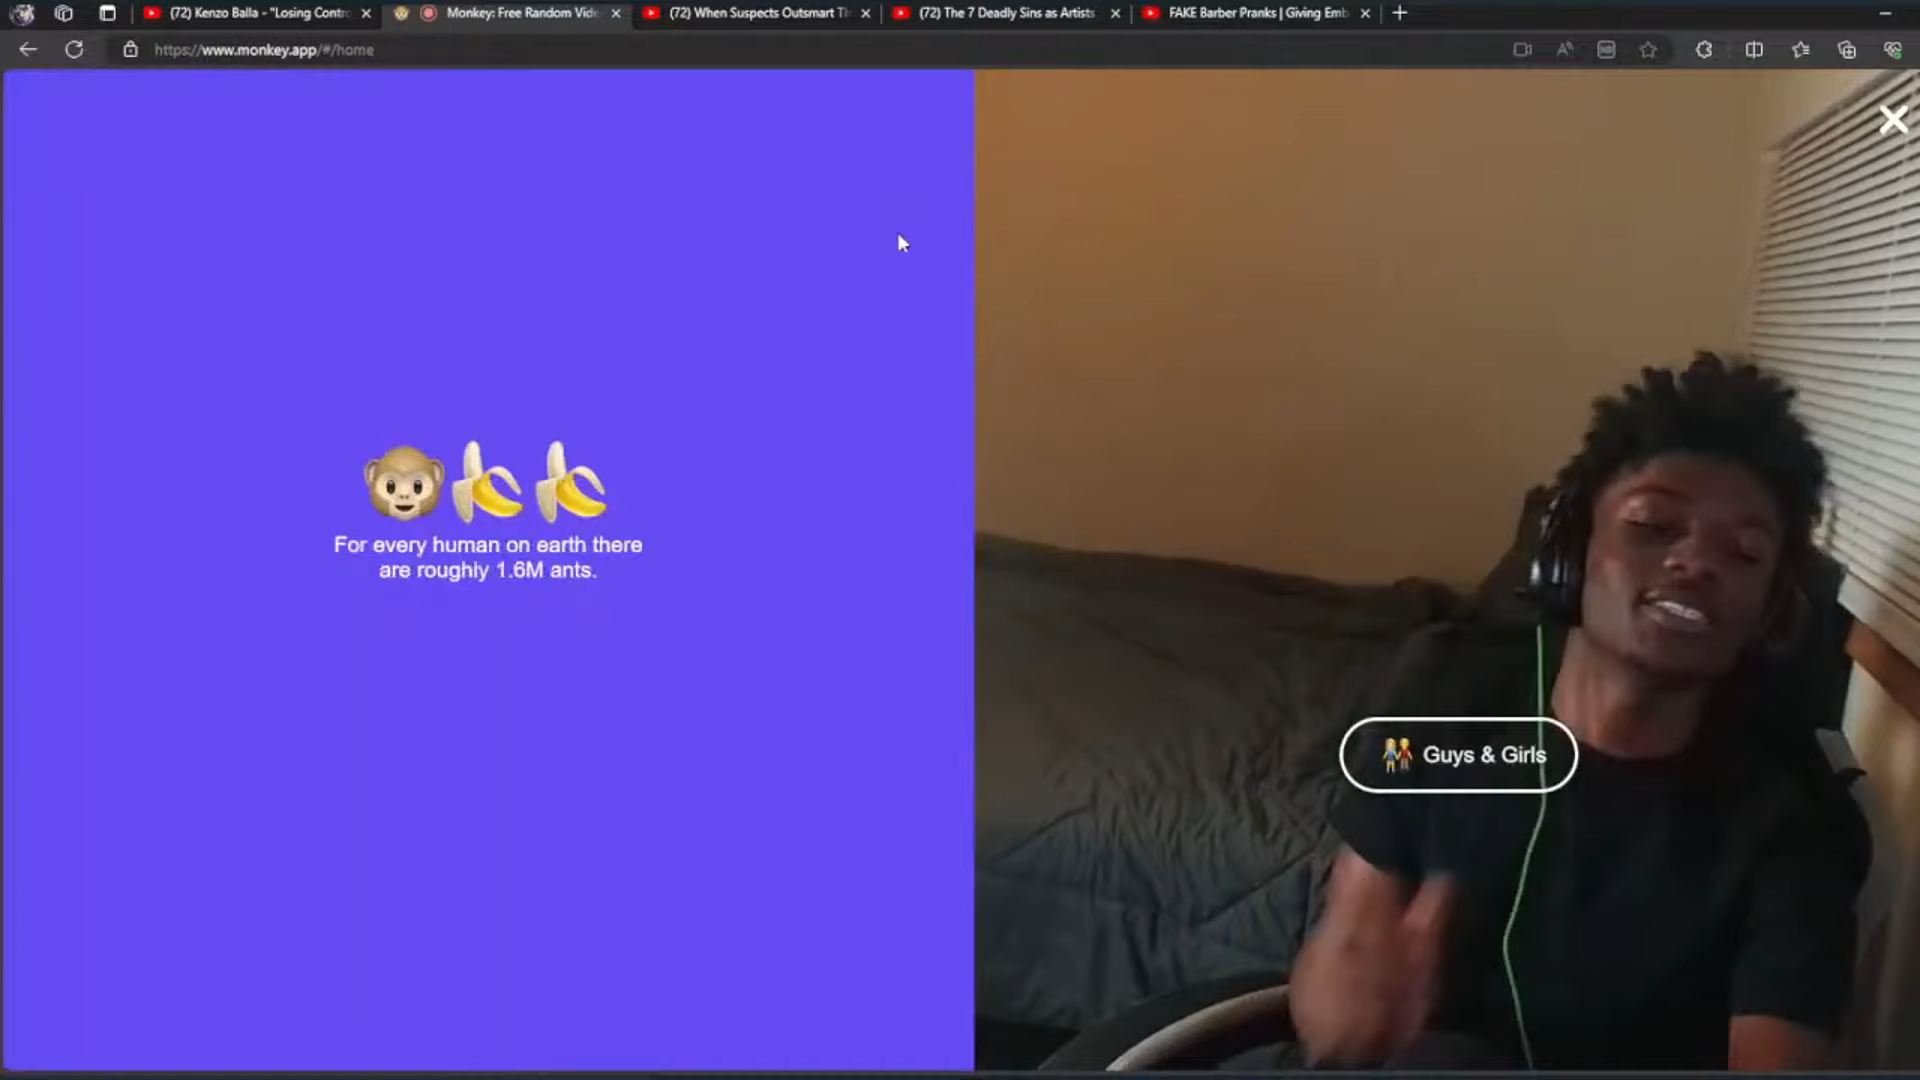 (72) Kenzo Balla - "Losing Contr
Monkey: Free Random Vid
(72) When Suspects Outsmart T
(72) The 7 Deadly Sins as Artists
FAKE Barber Pranks | Giving Emb
https://www.monkey.app/#/home
For every human on earth there
are roughly 1.6M ants.
Guys & Girls